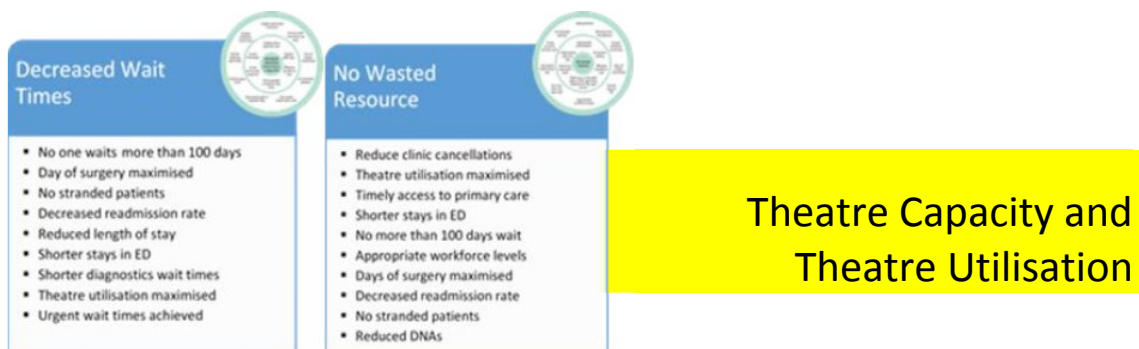 Decreased Wait
Times
▪ No one waits more than 100 days
▪ Day of surgery maximised
▪ No stranded patients
▪ Decreased readmission rate
▪ Reduced length of stay
▪ Shorter stays in ED
▪ Shorter diagnostics wait times
▪ Theatre utilisation maximised
▪ Urgent wait times achieved
No Wasted
Resource
▪ Reduce clinic cancellations
▪ Theatre utilisation maximised
▪ Timely access to primary care
▪ Shorter stays in ED
▪ No more than 100 days wait
▪ Appropriate workforce levels
▪ Days of surgery maximised
▪ Decreased readmission rate
▪ No stranded patients
▪ Reduced DNAs
Theatre Capacity and
Theatre Utilisation